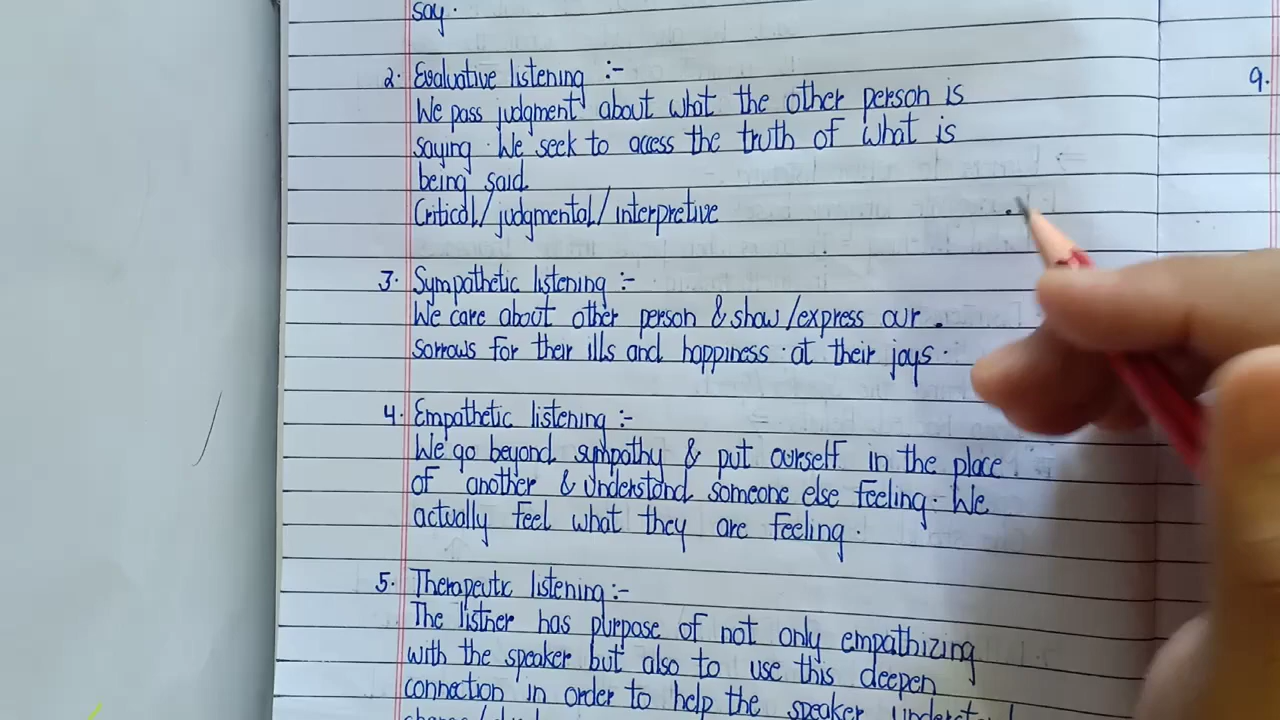 say.
2. Evaluative listening :-
We pass judgment about what the other person is
saying. We seek to access the truth of what is
being said
Critical/judgmental/interpretive
3. Sympathetic listening :-
We care about other person & show/express our.
sorrows for their ills and happiness. at their joys.
4. Empathetic listening :-
We go beyond sympathy & put ourself in the place
of another & understand someone else feeling. We
actually feel what they are feeling.
5. Therapeutic listening :-
The listner has purpose of not only empathizing
with the speaker but also to use this deepen
connection in order to help the speaker understand
9.